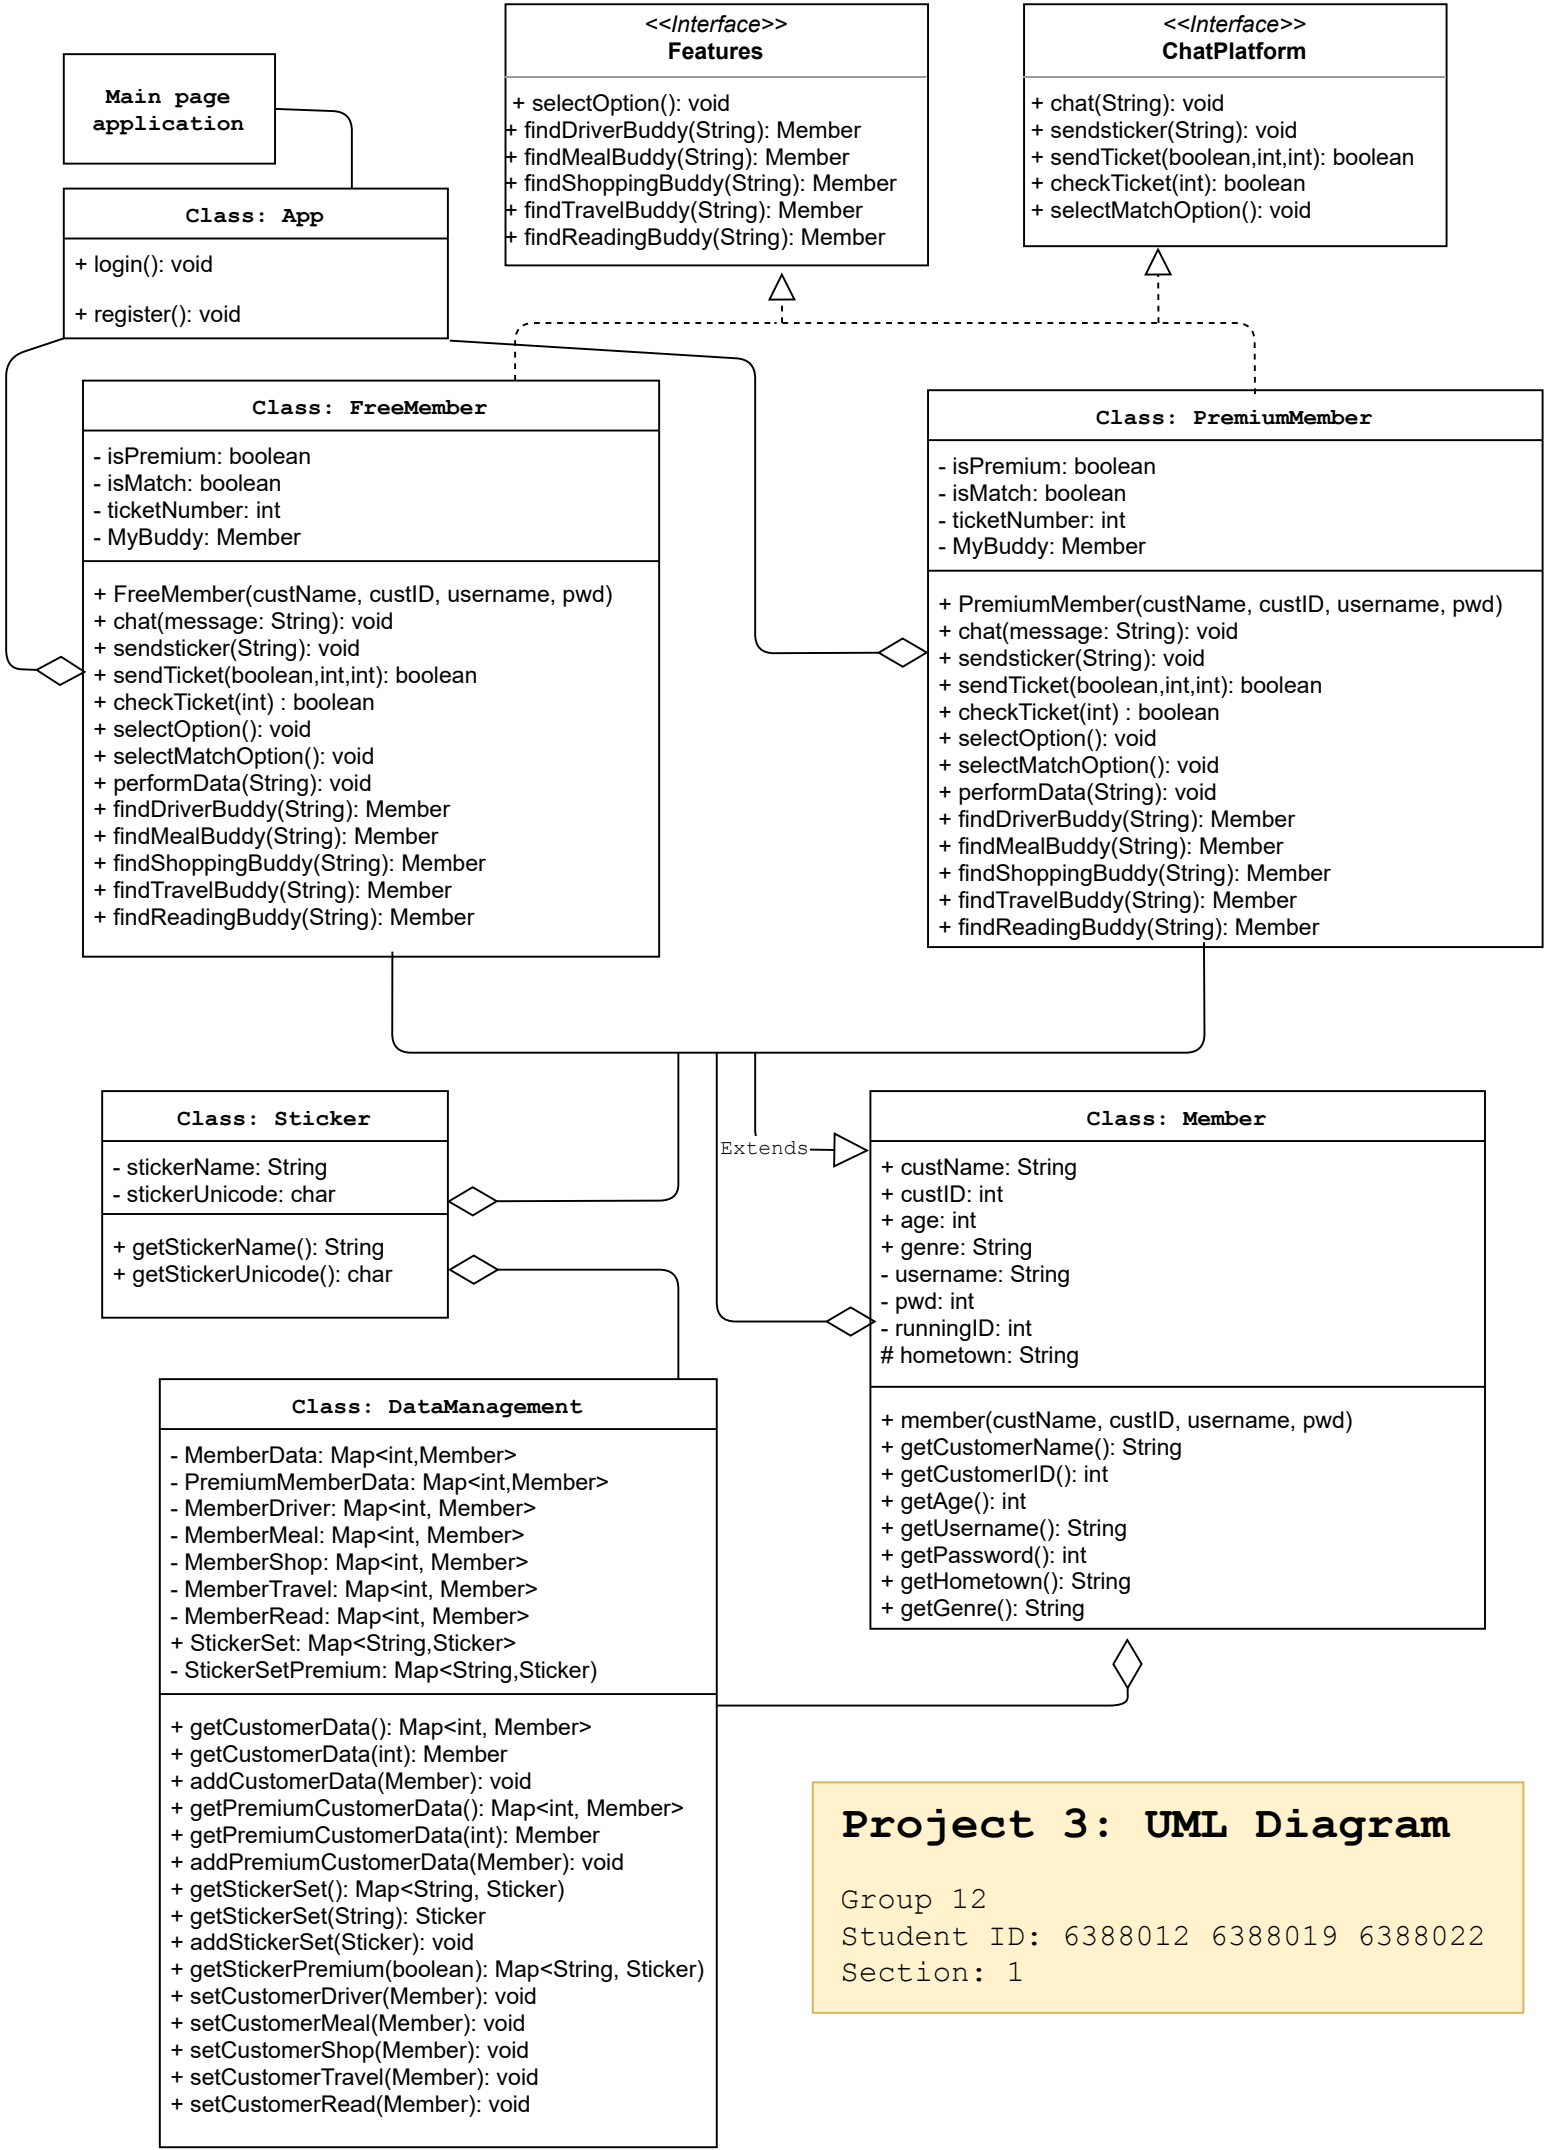 <<Interface>>
Features
+ selectOption(): void
+ findDriverBuddy(String): Member
+ findMealBuddy(String): Member
+ findShoppingBuddy(String): Member
+ findTravelBuddy(String): Member
+ findReadingBuddy(String): Member
<<Interface>>
ChatPlatform
+ chat(String): void
+ sendsticker(String): void
+ sendTicket(boolean,int,int): boolean
+ checkTicket(int): boolean
+ selectMatchOption(): void
Main page
application
Class: App
+ login(): void
+ register(): void
Class: FreeMember
- isPremium: boolean
- isMatch: boolean
- ticketNumber: int
- MyBuddy: Member
+ FreeMember(custName, custID, username, pwd)
+ chat(message: String): void
+ sendsticker(String): void
+ sendTicket(boolean,int,int): boolean
+ checkTicket(int) : boolean
+ selectOption(): void
+ selectMatchOption(): void
+ performData(String): void
+ findDriverBuddy(String): Member
+ findMealBuddy(String): Member
+ findShoppingBuddy(String): Member
+ findTravelBuddy(String): Member
+ findReadingBuddy(String): Member
Class: PremiumMember
- isPremium: boolean
- isMatch: boolean
- ticketNumber: int
- MyBuddy: Member
+ PremiumMember(custName, custID, username, pwd)
+ chat(message: String): void
+ sendsticker(String): void
+ sendTicket(boolean,int,int): boolean
+ checkTicket(int) : boolean
+ selectOption(): void
+ selectMatchOption(): void
+ performData(String): void
+ findDriverBuddy(String): Member
+ findMealBuddy(String): Member
+ findShoppingBuddy(String): Member
+ findTravelBuddy(String): Member
+ findReadingBuddy(String): Member
Class: Sticker
- stickerName: String
- stickerUnicode: char
+ getStickerName(): String
+ getStickerUnicode(): char
Extends
Class: Member
+ custName: String
+ custID: int
+ age: int
+ genre: String
- username: String
- pwd: int
- runningID: int
# hometown: String
+ member(custName, custID, username, pwd)
+ getCustomerName(): String
+ getCustomerID(): int
+ getAge(): int
+ getUsername(): String
+ getPassword(): int
+ getHometown(): String
+ getGenre(): String
Class: DataManagement
- MemberData: Map<int,Member>
- PremiumMemberData: Map<int,Member>
- MemberDriver: Map<int, Member>
- MemberMeal: Map<int, Member>
- MemberShop: Map<int, Member>
- MemberTravel: Map<int, Member>
- MemberRead: Map<int, Member>
+ StickerSet: Map<String,Sticker>
- StickerSetPremium: Map<String,Sticker)
+ getCustomerData(): Map<int, Member>
+ getCustomerData(int): Member
+ addCustomerData(Member): void
+ getPremiumCustomerData(): Map<int, Member>
+ getPremiumCustomerData(int): Member
+ addPremiumCustomerData(Member): void
+ getStickerSet(): Map<String, Sticker)
+ getStickerSet(String): Sticker
+ addStickerSet(Sticker): void
+ getStickerPremium(boolean): Map<String, Sticker)
+ setCustomerDriver(Member): void
+ setCustomerMeal(Member): void
+ setCustomerShop(Member): void
+ setCustomerTravel(Member): void
+ setCustomerRead(Member): void
Project 3: UML Diagram
Group 12
Student ID: 6388012 6388019 6388022
Section: 1